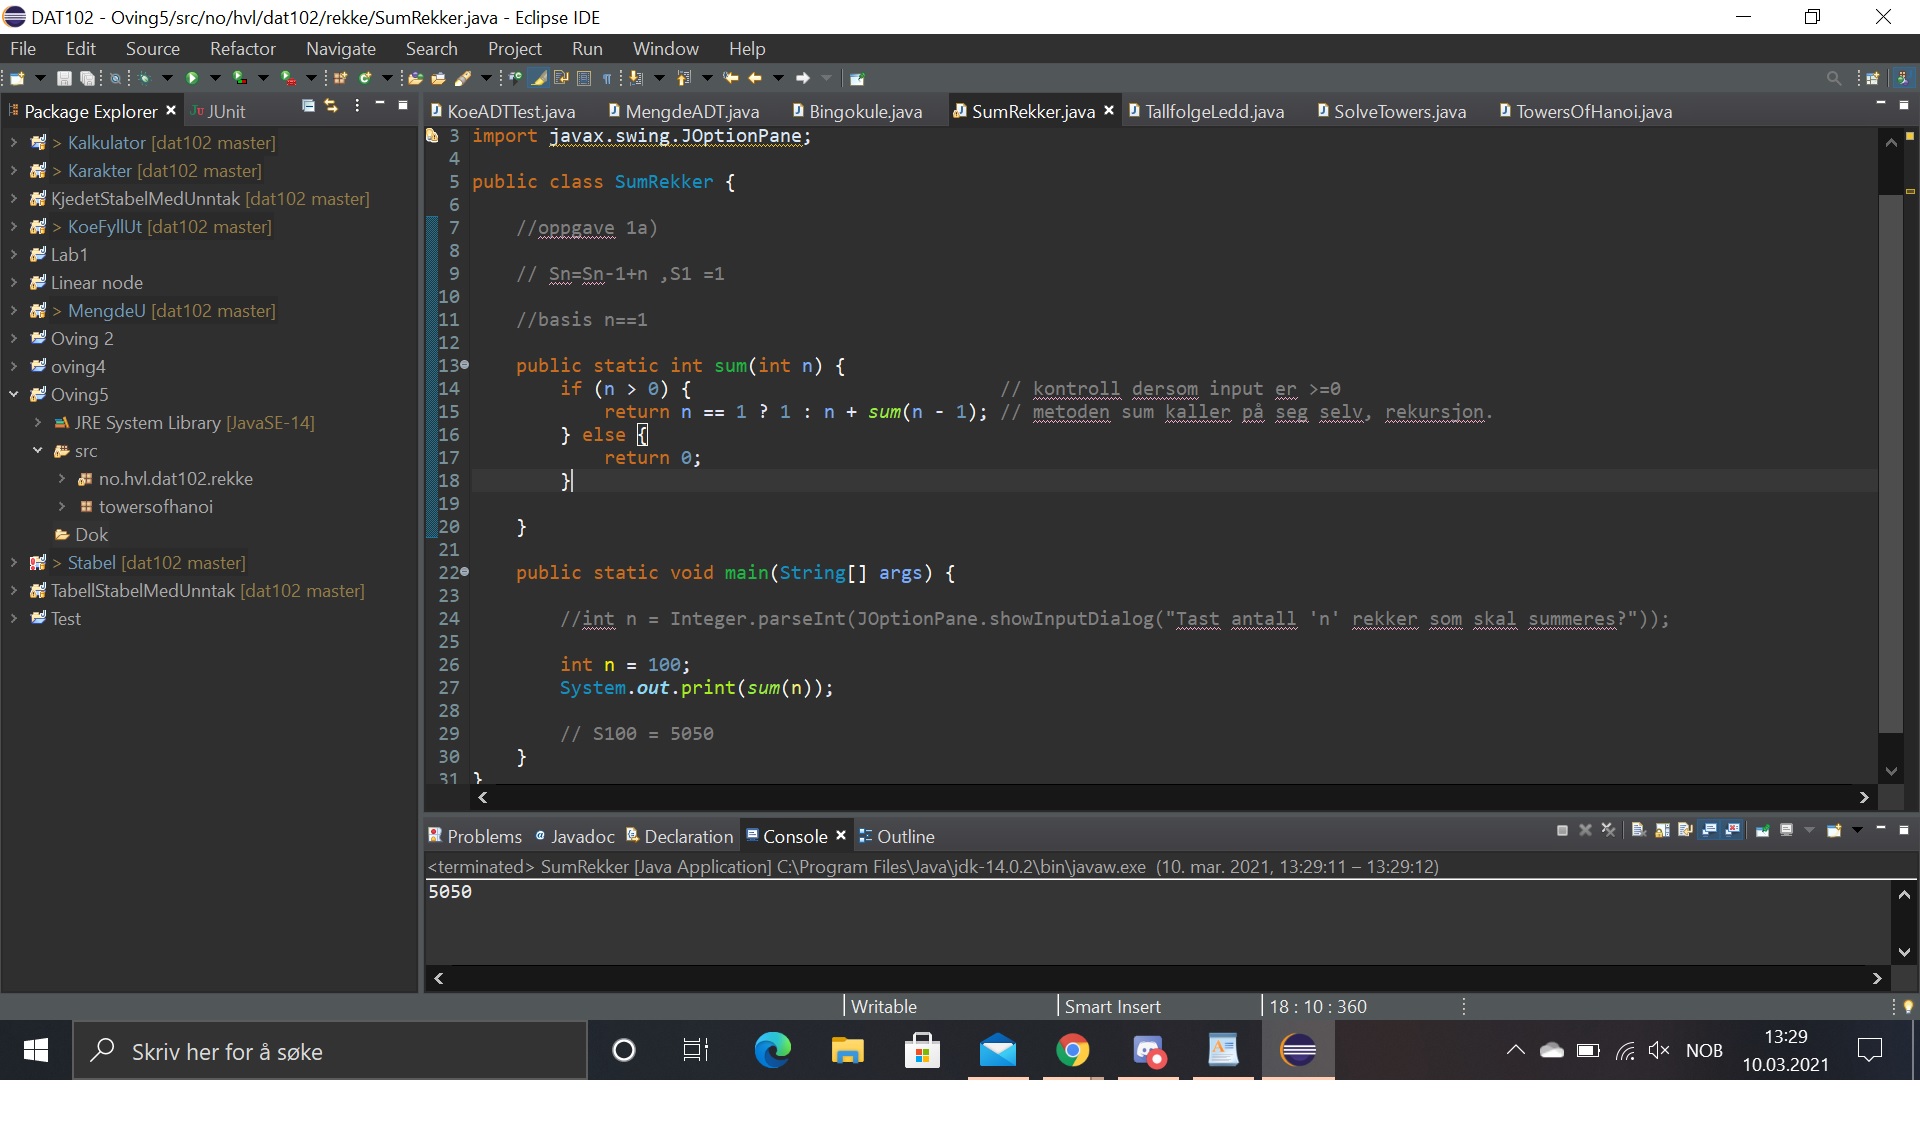 DAT102 - Oving5/src/no/hvl/dat102/rekke/SumRekker.java - Eclipse IDE
File Edit Source Refactor Navigate Search Project Run Window Help
Package Explorer JUnit
KoeADTTest.java MengdeADT.java Bingokule.java SumRekker.java TallfolgeLedd.java SolveTowers.java TowersOfHanoi.java
> Kalkulator [dat102 master]
> Karakter [dat102 master]
KjedetStabelMedUnntak [dat102 master]
> KoeFyllUt [dat102 master]
Lab1
Linear node
> MengdeU [dat102 master]
Oving 2
oving4
Oving5
JRE System Library [JavaSE-14]
src
no.hvl.dat102.rekke
towersofhanoi
Dok
> Stabel [dat102 master]
TabellStabelMedUnntak [dat102 master]
Test
3 import javax.swing.JOptionPane;
4
5 public class SumRekker {
6
7 //oppgave 1a)
8
9 // Sn=Sn-1+n ,S1 =1
10
11 //basis n==1
12
13 public static int sum(int n) {
14 if (n > 0) { // kontroll dersom input er >=0
15 return n == 1 ? 1 : n + sum(n - 1); // metoden sum kaller på seg selv, rekursjon.
16 } else {
17 return 0;
18 }
19
20 }
21
22 public static void main(String[] args) {
23
24 //int n = Integer.parseInt(JOptionPane.showInputDialog("Tast antall 'n' rekker som skal summeres?"));
25
26 int n = 100;
27 System.out.print(sum(n));
28
29 // S100 = 5050
30 }
31 }
Problems Javadoc Declaration Console Outline
<terminated> SumRekker [Java Application] C:\Program Files\Java\jdk-14.0.2\bin\javaw.exe (10. mar. 2021, 13:29:11 – 13:29:12)
5050
Writable Smart Insert 18 : 10 : 360
Skriv her for å søke
NOB
13:29
10.03.2021